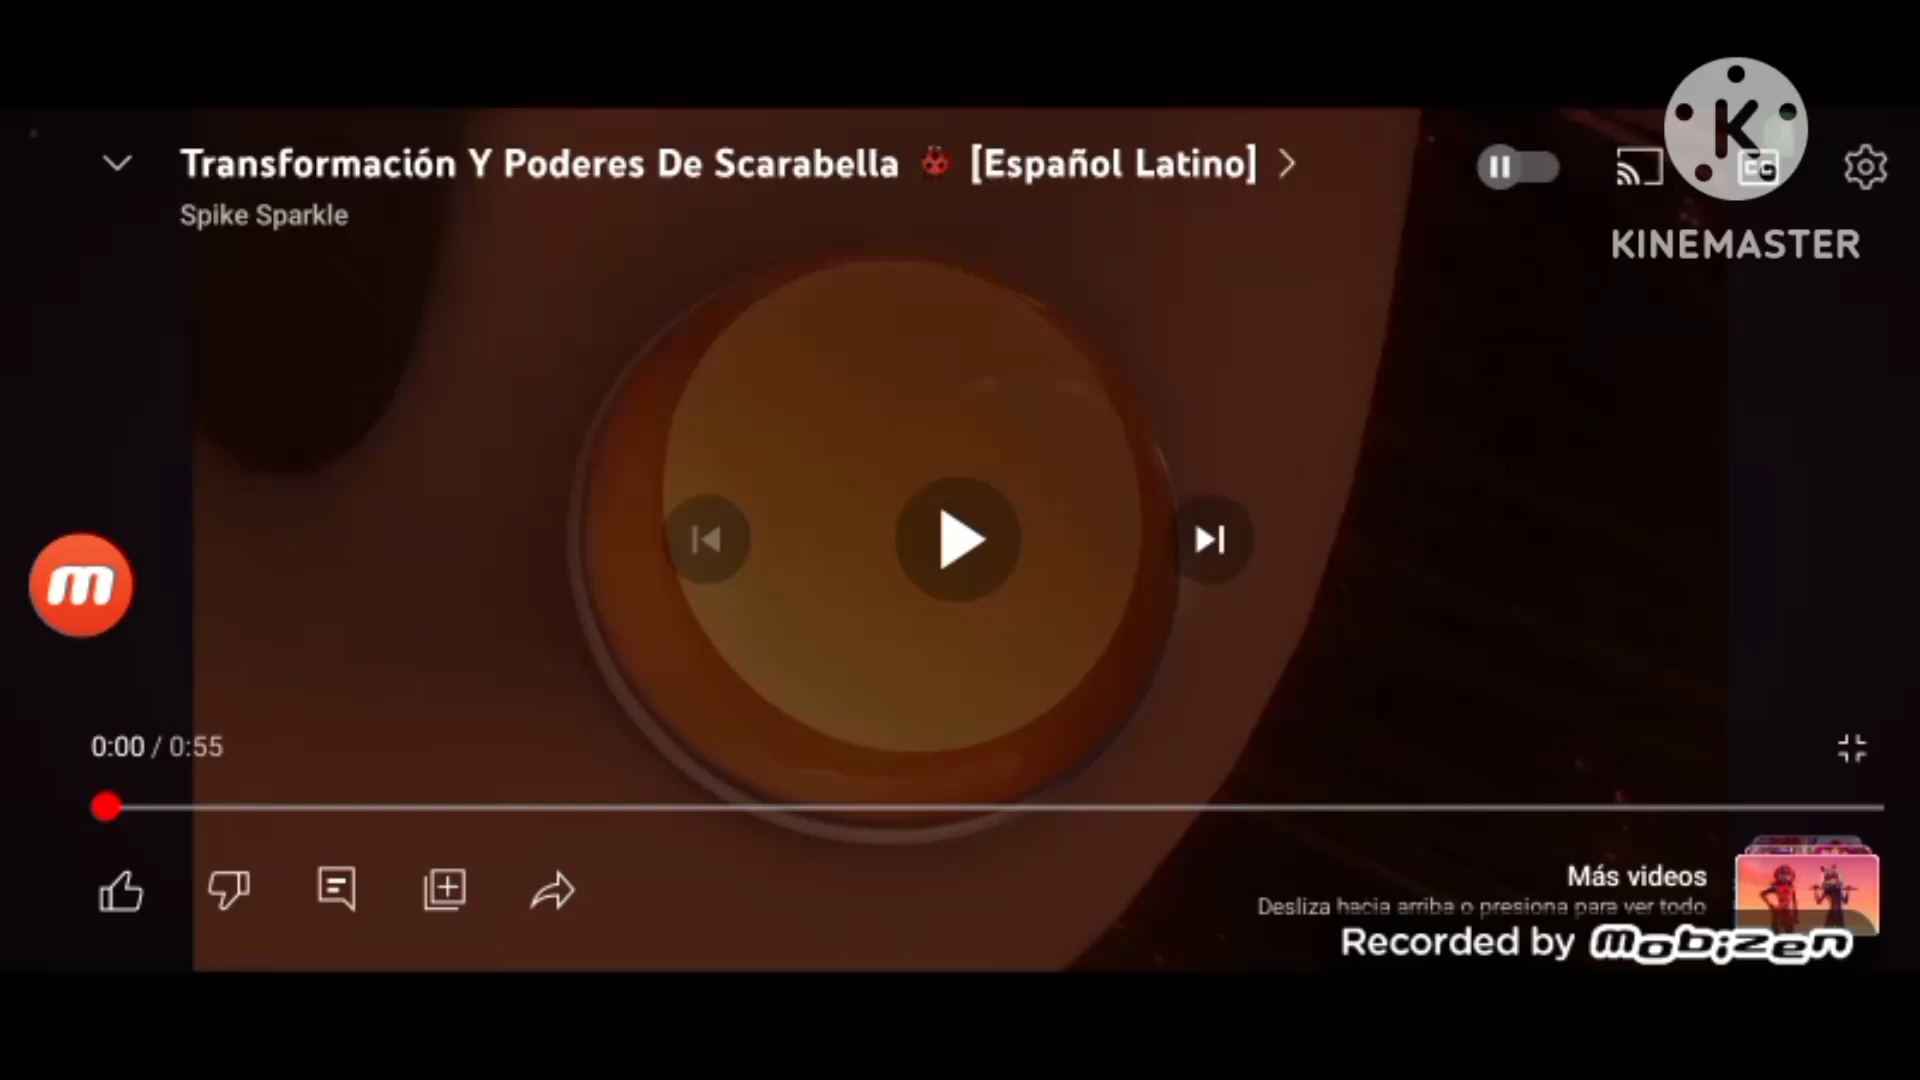 Transformación Y Poderes De Scarabella 🐞 [Español Latino]
Spike Sparkle
K
CC
KINEMASTER
m
0:00 / 0:55
Más videos
Desliza hacia arriba o presiona para ver todo
Recorded by mobizen